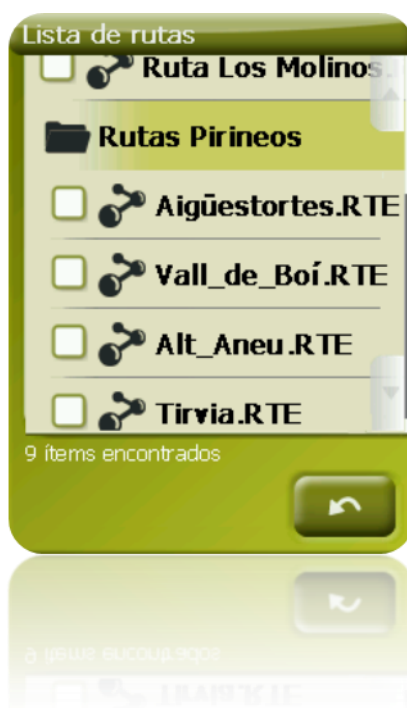 Lista de rutas
Ruta Los Molinos.
Rutas Pirineos
Aigüestortes.RTE
Vall_de_Boí.RTE
Alt_Aneu.RTE
Tirvia.RTE
9 ítems encontrados